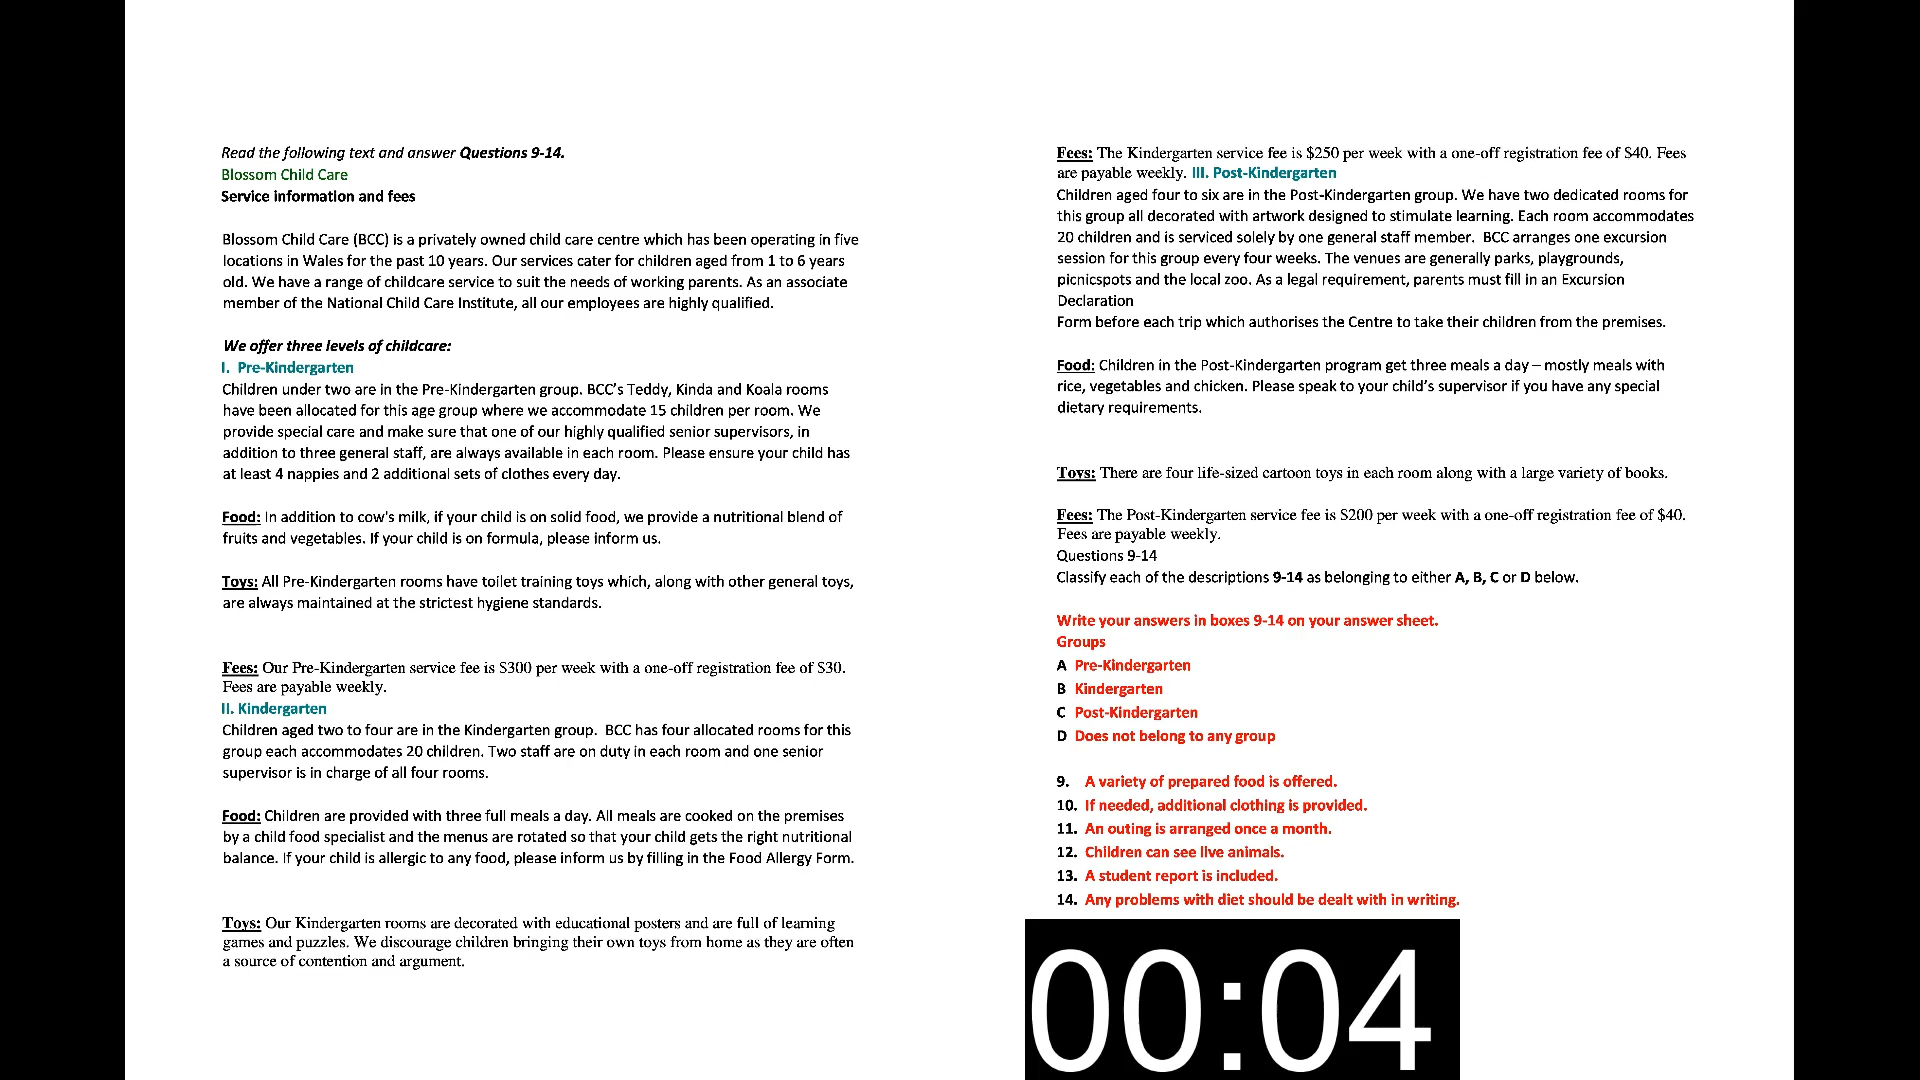 Read the following text and answer Questions 9-14.
Blossom Child Care
Service information and fees
Blossom Child Care (BCC) is a privately owned child care centre which has been operating in five
locations in Wales for the past 10 years. Our services cater for children aged from 1 to 6 years
old. We have a range of childcare service to suit the needs of working parents. As an associate
member of the National Child Care Institute, all our employees are highly qualified.
We offer three levels of childcare:
I. Pre-Kindergarten
Children under two are in the Pre-Kindergarten group. BCC's Teddy, Kinda and Koala rooms
have been allocated for this age group where we accommodate 15 children per room. We
provide special care and make sure that one of our highly qualified senior supervisors, in
addition to three general staff, are always available in each room. Please ensure your child has
at least 4 nappies and 2 additional sets of clothes every day.
Food: In addition to cow's milk, if your child is on solid food, we provide a nutritional blend of
fruits and vegetables. If your child is on formula, please inform us.
Toys: All Pre-Kindergarten rooms have toilet training toys which, along with other general toys,
are always maintained at the strictest hygiene standards.
Fees: Our Pre-Kindergarten service fee is $300 per week with a one-off registration fee of $30.
Fees are payable weekly.
II. Kindergarten
Children aged two to four are in the Kindergarten group. BCC has four allocated rooms for this
group each accommodates 20 children. Two staff are on duty in each room and one senior
supervisor is in charge of all four rooms.
Food: Children are provided with three full meals a day. All meals are cooked on the premises
by a child food specialist and the menus are rotated so that your child gets the right nutritional
balance. If your child is allergic to any food, please inform us by filling in the Food Allergy Form.
Toys: Our Kindergarten rooms are decorated with educational posters and are full of learning
games and puzzles. We discourage children bringing their own toys from home as they are often
a source of contention and argument.
Fees: The Kindergarten service fee is $250 per week with a one-off registration fee of $40. Fees
are payable weekly. III. Post-Kindergarten
Children aged four to six are in the Post-Kindergarten group. We have two dedicated rooms for
this group all decorated with artwork designed to stimulate learning. Each room accommodates
20 children and is serviced solely by one general staff member. BCC arranges one excursion
session for this group every four weeks. The venues are generally parks, playgrounds,
picnicspots and the local zoo. As a legal requirement, parents must fill in an Excursion
Declaration
Form before each trip which authorises the Centre to take their children from the premises.
Food: Children in the Post-Kindergarten program get three meals a day – mostly meals with
rice, vegetables and chicken. Please speak to your child's supervisor if you have any special
dietary requirements.
Toys: There are four life-sized cartoon toys in each room along with a large variety of books.
Fees: The Post-Kindergarten service fee is $200 per week with a one-off registration fee of $40.
Fees are payable weekly.
Questions 9-14
Classify each of the descriptions 9-14 as belonging to either A, B, C or D below.
Write your answers in boxes 9-14 on your answer sheet.
Groups
A Pre-Kindergarten
B Kindergarten
C Post-Kindergarten
D Does not belong to any group
9. A variety of prepared food is offered.
10. If needed, additional clothing is provided.
11. An outing is arranged once a month.
12. Children can see live animals.
13. A student report is included.
14. Any problems with diet should be dealt with in writing.
00:04